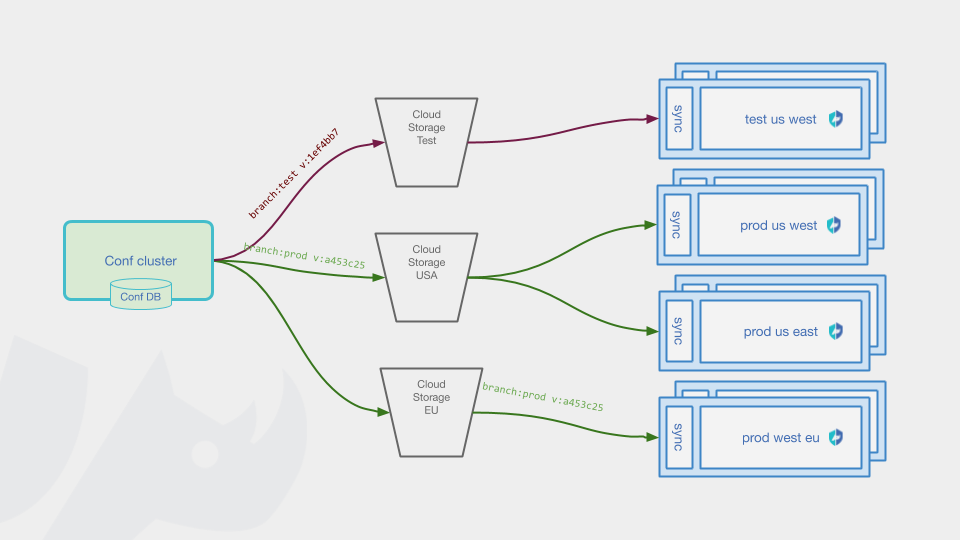 Cloud
Storage
Test
sync
test us west
branch:test v:1ef4bb7
sync
prod us west
Conf cluster
Conf DB
branch:prod v:a453c25
Cloud
Storage
USA
sync
prod us east
Cloud
Storage
EU
branch:prod v:a453c25
sync
prod west eu